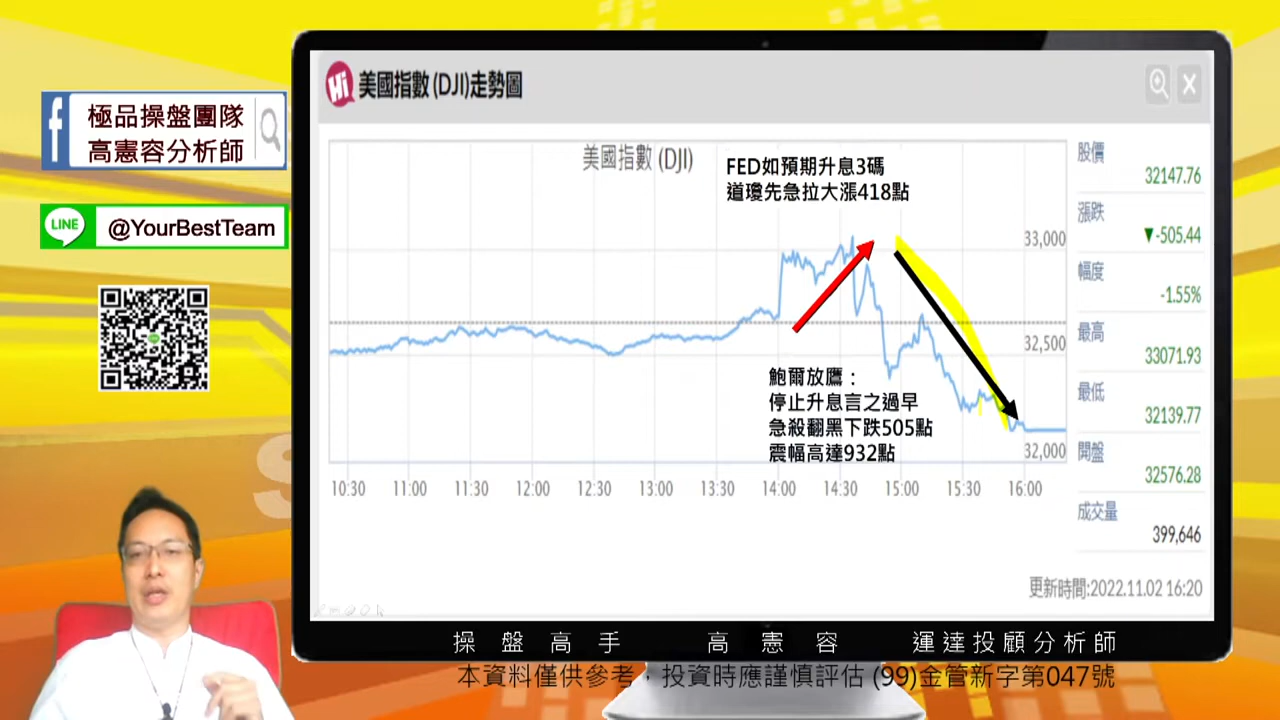 極品操盤團隊
高憲容分析師
LINE
@YourBestTeam
Hi 美國指數(DJI)走勢圖
美國指數 (DJI)
FED如預期升息3碼
道瓊先急拉大漲418點
鮑爾放鷹：
停止升息言之過早
急殺翻黑下跌505點
震幅高達932點
33,000
32,500
32,000
10:30 11:00 11:30 12:00 12:30 13:00 13:30 14:00 14:30 15:00 15:30 16:00
股價
32147.76
漲跌
▼-505.44
幅度
-1.55%
最高
33071.93
最低
32139.77
開盤
32576.28
成交量
399,646
更新時間:2022.11.02 16:20
操盤高手 高憲容 運達投顧分析師
本資料僅供參考，投資時應謹慎評估 (99)金管新字第047號